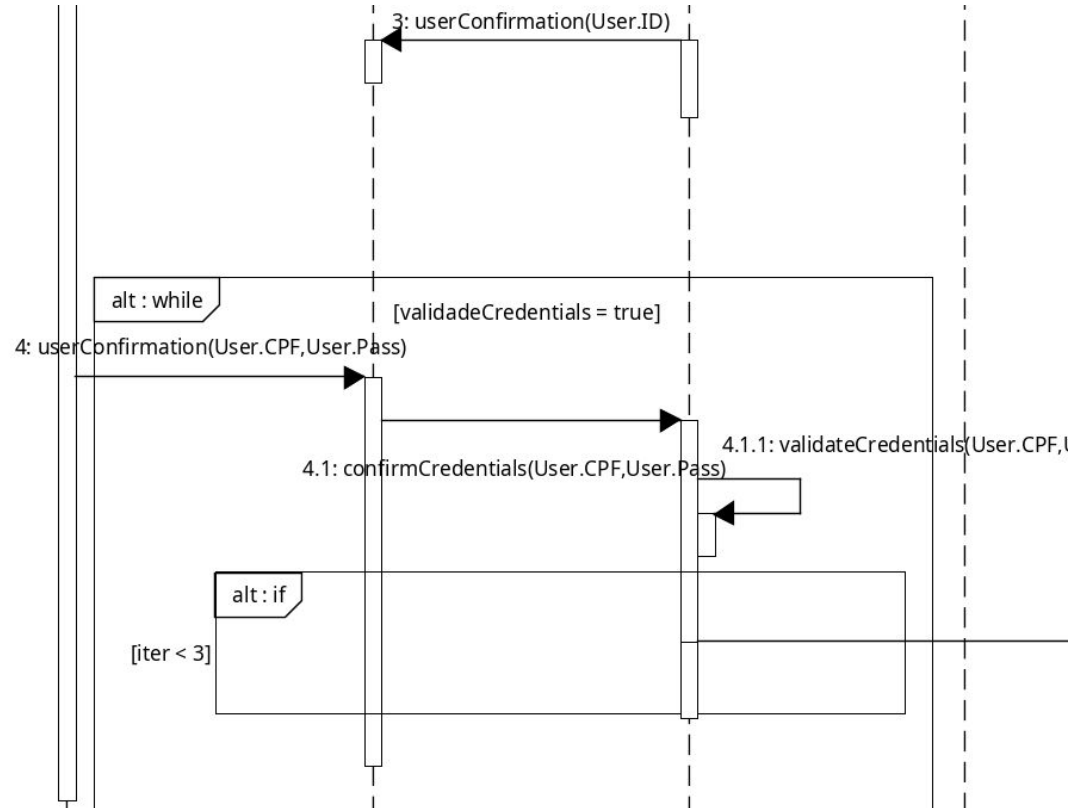 3: userConfirmation(User.ID)
alt : while
[validadeCredentials = true]
4: userConfirmation(User.CPF,User.Pass)
4.1.1: validateCredentials(User.CPF,U
4.1: confirmCredentials(User.CPF,User.Pass)
alt : if
[iter < 3]